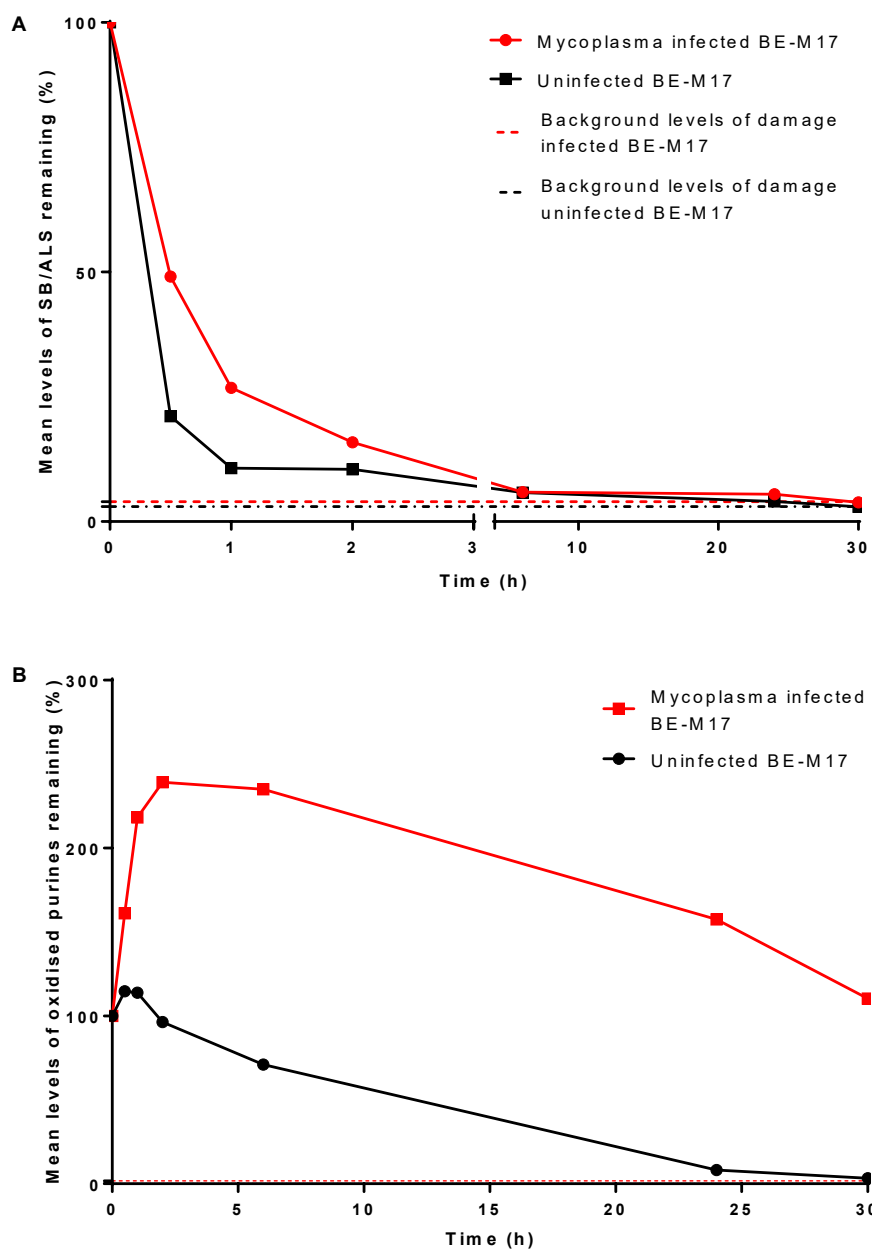 A
Mean levels of SB/ALS remaining (%)
100
50
0
0 1 2 3 10 20 30
Time (h)
Mycoplasma infected BE-M17
Uninfected BE-M17
Background levels of damage
infected BE-M17
Background levels of damage
uninfected BE-M17
B
Mean levels of oxidised purines remaining (%)
300
200
100
0
0 5 10 15 20 25 30
Time (h)
Mycoplasma infected
BE-M17
Uninfected BE-M17